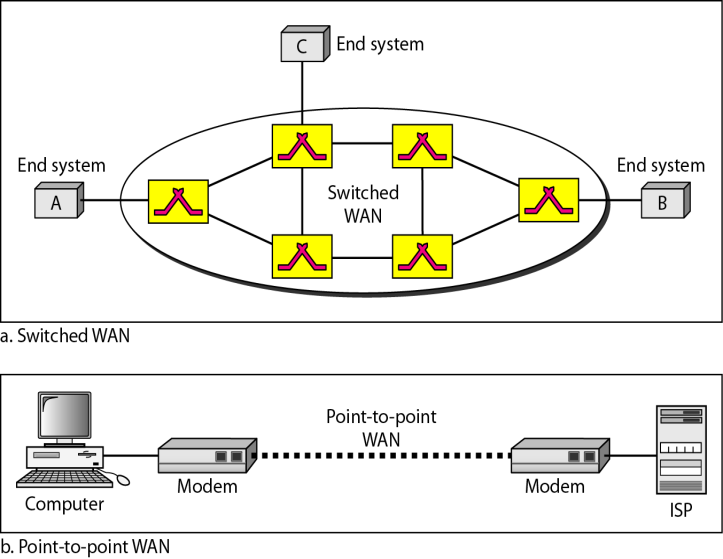 C
End system
End system
A
Switched
WAN
End system
B
a. Switched WAN
Point-to-point
WAN
Computer
Modem
Modem
ISP
b. Point-to-point WAN